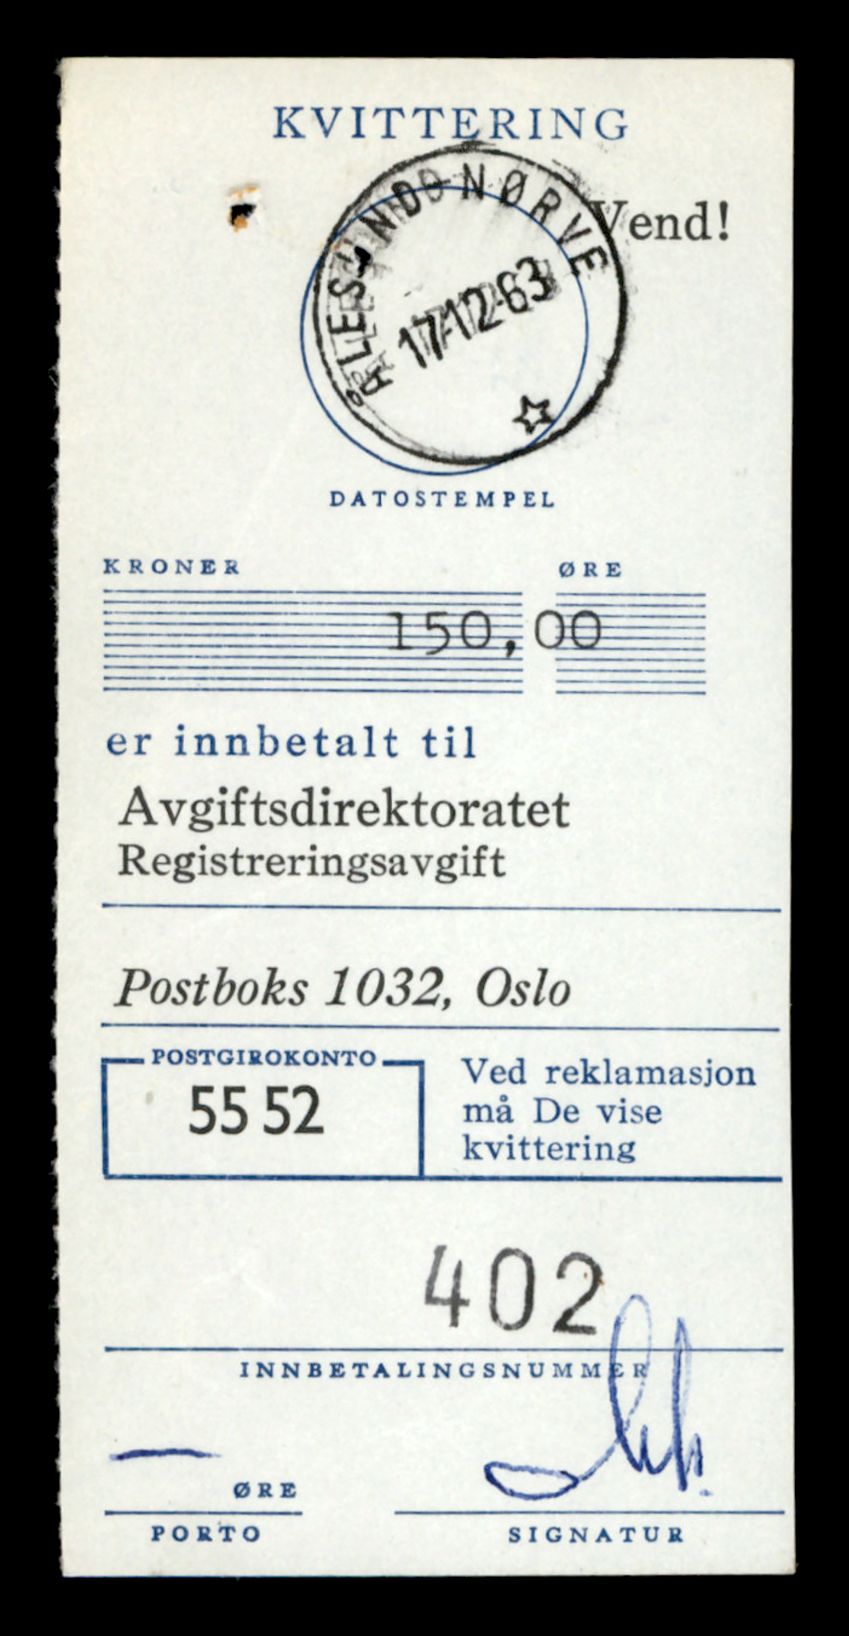 KVITTERING
Vend!
ÅLESUND-NØRVE
17-12-63
DATOSTEMPEL
KRONER ØRE
150,00
er innbetalt til
Avgiftsdirektoratet
Registreringsavgift
Postboks 1032, Oslo
POSTGIROKONTO
55 52
Ved reklamasjon
må De vise
kvittering
402
INNBETALINGSNUMMER
ØRE
PORTO
SIGNATUR